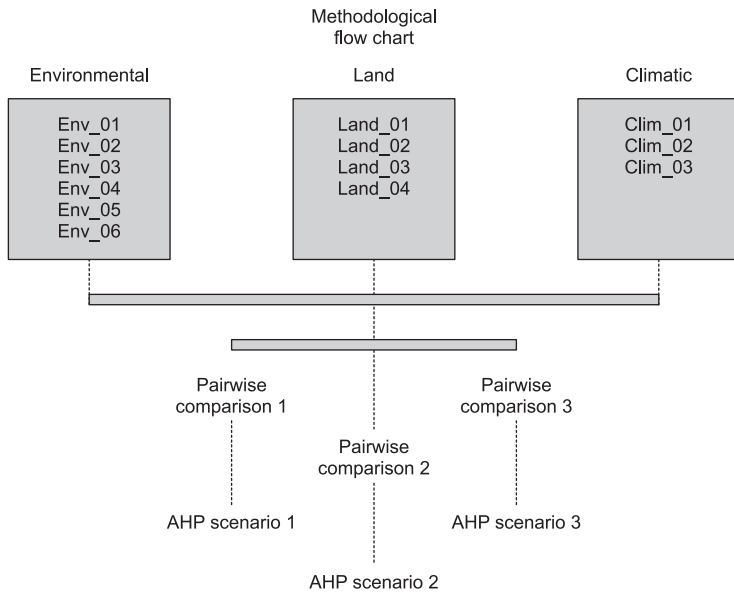 Methodological
flow chart
Environmental
Land
Climatic
Env_01
Env_02
Env_03
Env_04
Env_05
Env_06
Land_01
Land_02
Land_03
Land_04
Clim_01
Clim_02
Clim_03
Pairwise
comparison 1
Pairwise
comparison 3
Pairwise
comparison 2
AHP scenario 1
AHP scenario 3
AHP scenario 2